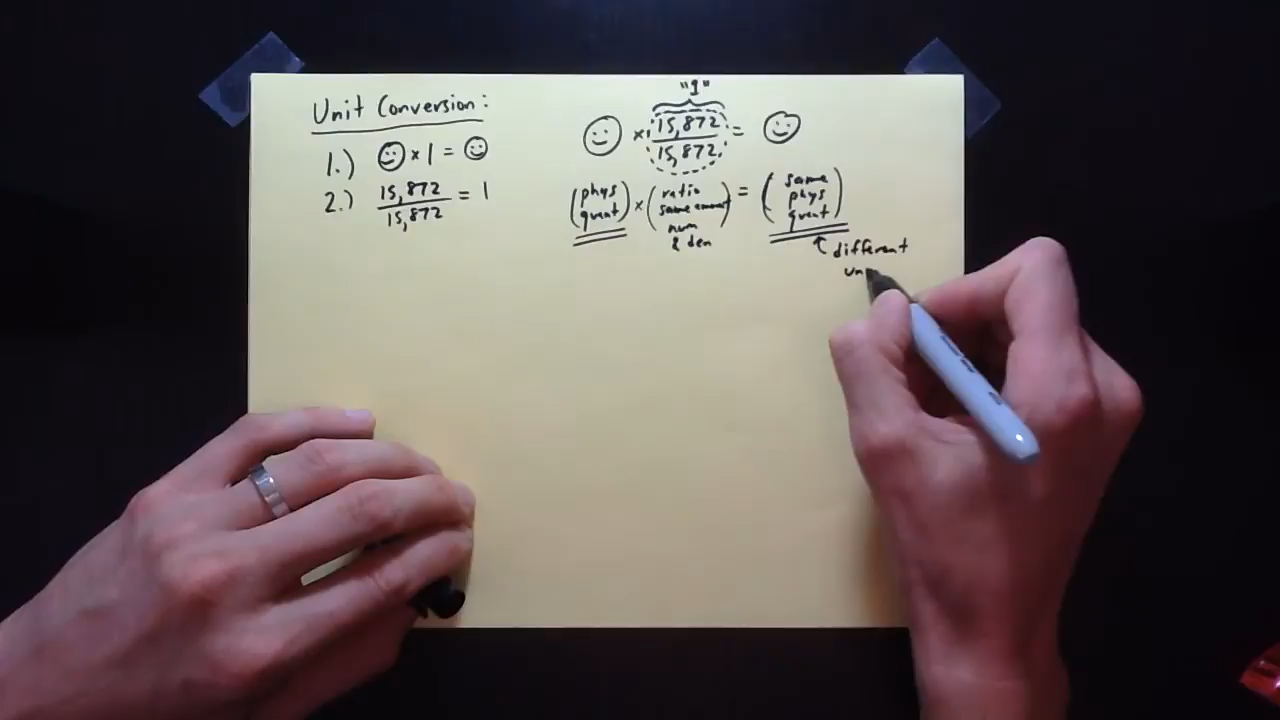 Unit Conversion:
1.) ☺ × 1 = ☺
2.) 15,872 / 15,872 = 1
"1"
☺ × 15,872 / 15,872 = ☺
(phys quant) × (ratio same amount num & den) = (same phys quant)
different
un